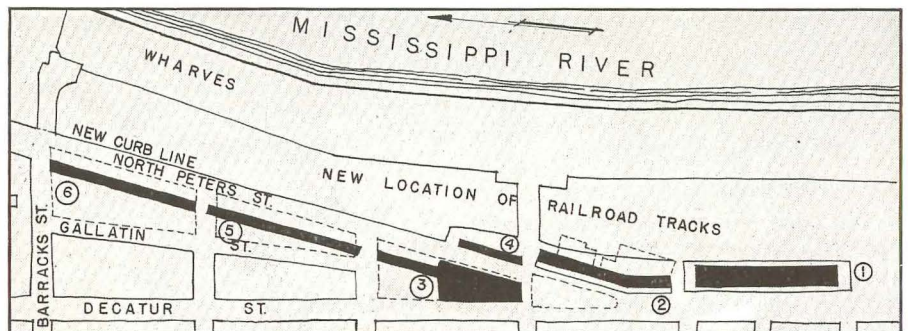 MISSISSIPPI RIVER
WHARVES
NEW CURB LINE
NORTH PETERS ST.
NEW LOCATION OF RAILROAD TRACKS
6
5
4
3
2
1
GALLATIN ST.
BARRACKS ST.
DECATUR ST.